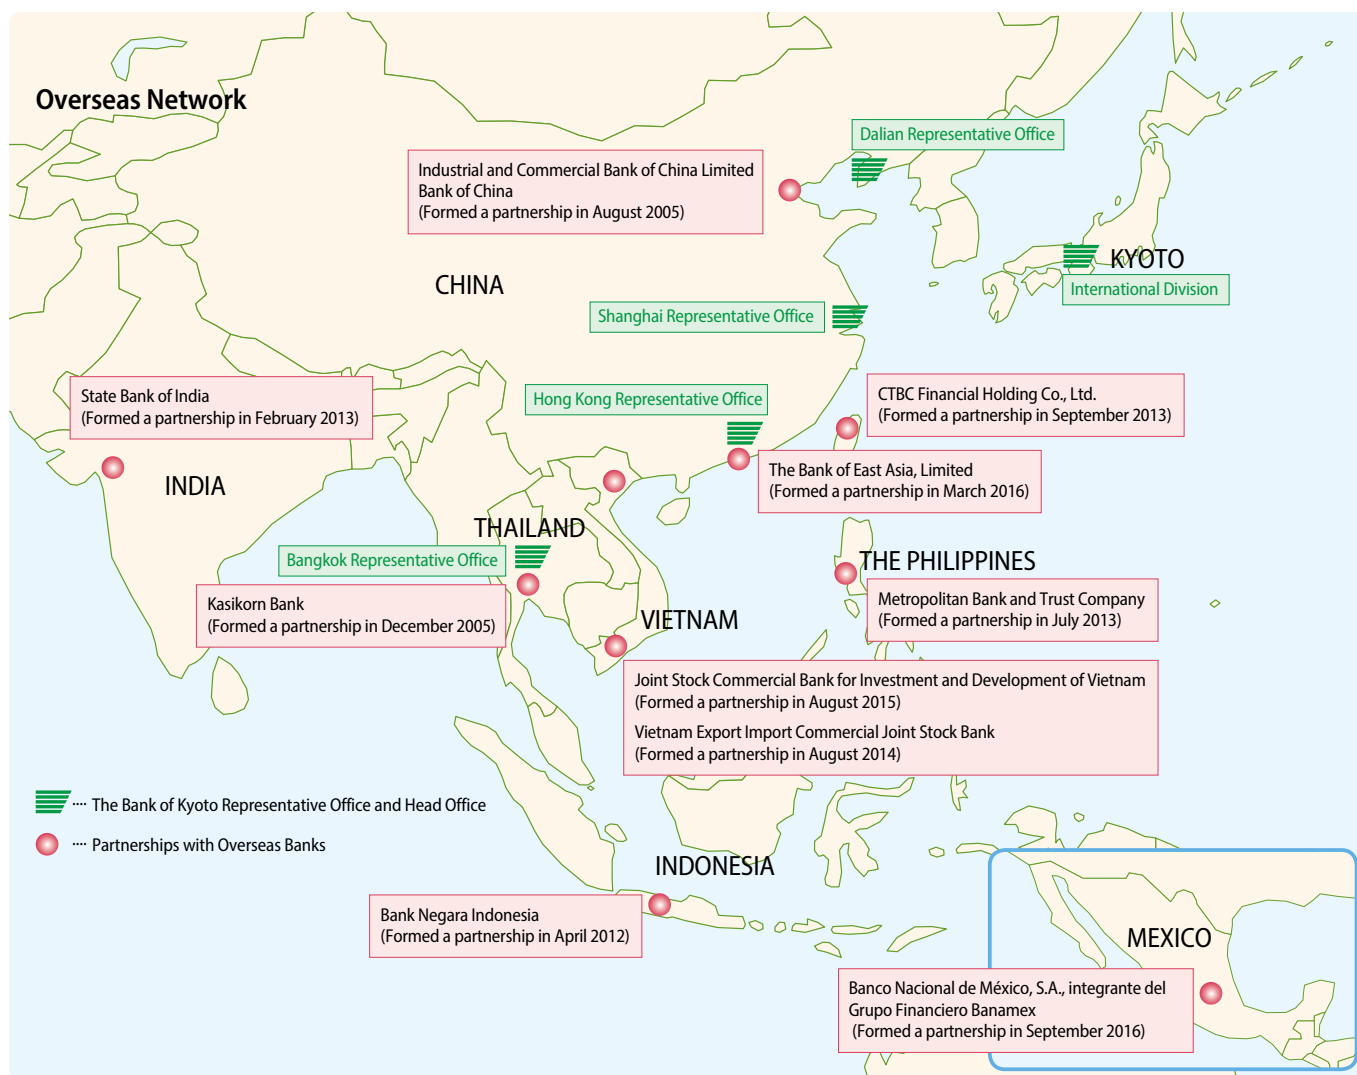 Overseas Network
Dalian Representative Office
Industrial and Commercial Bank of China Limited
Bank of China
(Formed a partnership in August 2005)
KYOTO
International Division
CHINA
Shanghai Representative Office
State Bank of India
(Formed a partnership in February 2013)
Hong Kong Representative Office
CTBC Financial Holding Co., Ltd.
(Formed a partnership in September 2013)
The Bank of East Asia, Limited
(Formed a partnership in March 2016)
INDIA
THAILAND
Bangkok Representative Office
THE PHILIPPINES
Kasikorn Bank
(Formed a partnership in December 2005)
Metropolitan Bank and Trust Company
(Formed a partnership in July 2013)
VIETNAM
Joint Stock Commercial Bank for Investment and Development of Vietnam
(Formed a partnership in August 2015)
Vietnam Export Import Commercial Joint Stock Bank
(Formed a partnership in August 2014)
···· The Bank of Kyoto Representative Office and Head Office
···· Partnerships with Overseas Banks
INDONESIA
Bank Negara Indonesia
(Formed a partnership in April 2012)
MEXICO
Banco Nacional de México, S.A., integrante del
Grupo Financiero Banamex
(Formed a partnership in September 2016)